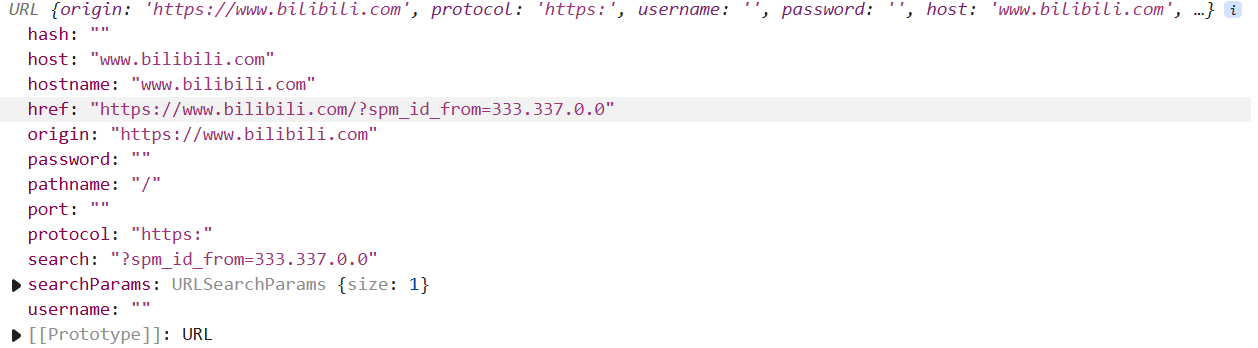 URL {origin: 'https://www.bilibili.com', protocol: 'https:', username: '', password: '', host: 'www.bilibili.com', …} i
hash: ""
host: "www.bilibili.com"
hostname: "www.bilibili.com"
href: "https://www.bilibili.com/?spm_id_from=333.337.0.0"
origin: "https://www.bilibili.com"
password: ""
pathname: "/"
port: ""
protocol: "https:"
search: "?spm_id_from=333.337.0.0"
searchParams: URLSearchParams {size: 1}
username: ""
[[Prototype]]: URL